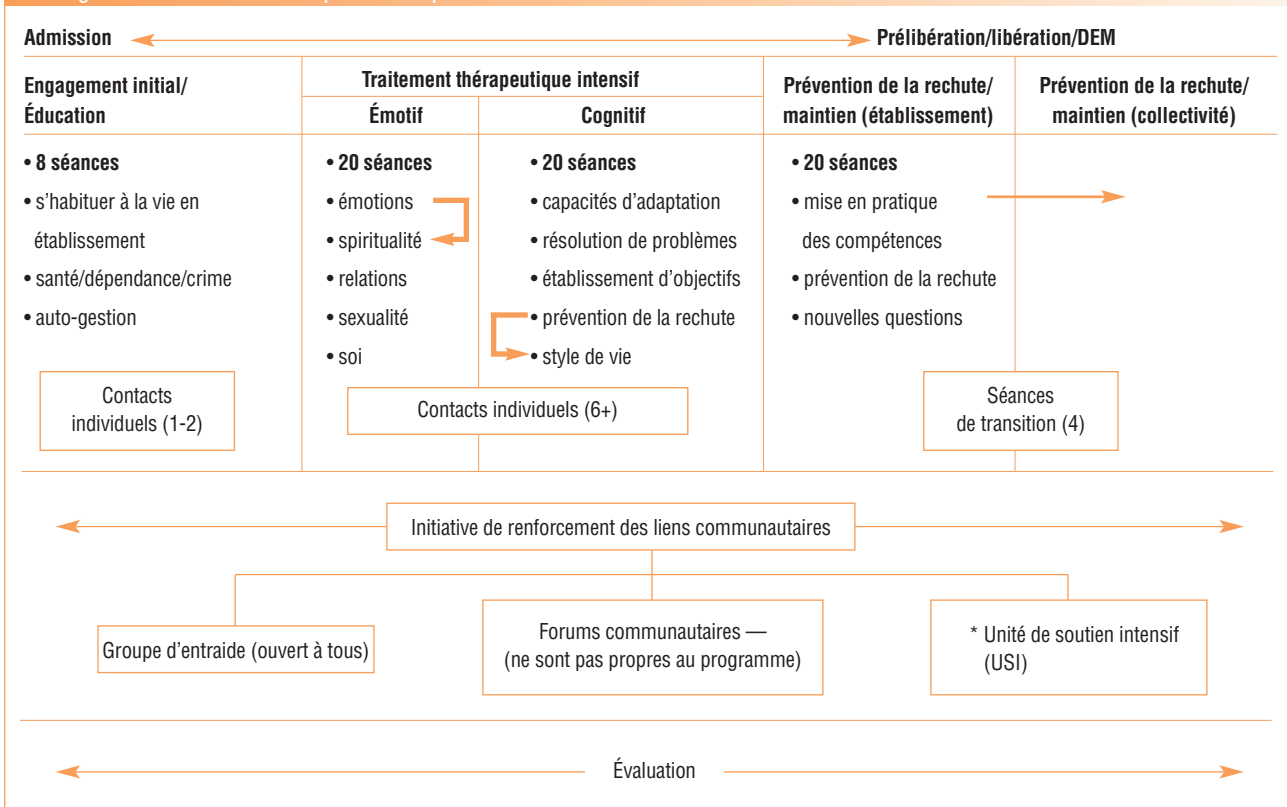 Admission
Prélibération/libération/DEM
Engagement initial/
Éducation
Traitement thérapeutique intensif
Émotif
Cognitif
Prévention de la rechute/
maintien (établissement)
Prévention de la rechute/
maintien (collectivité)
• 8 séances
• s'habituer à la vie en
établissement
• santé/dépendance/crime
• auto-gestion
Contacts
individuels (1-2)
• 20 séances
• émotions
• spiritualité
• relations
• sexualité
• soi
• 20 séances
• capacités d'adaptation
• résolution de problèmes
• établissement d'objectifs
• prévention de la rechute
• style de vie
Contacts individuels (6+)
• 20 séances
• mise en pratique
des compétences
• prévention de la rechute
• nouvelles questions
Séances
de transition (4)
Initiative de renforcement des liens communautaires
Groupe d'entraide (ouvert à tous)
Forums communautaires —
(ne sont pas propres au programme)
* Unité de soutien intensif
(USI)
Évaluation